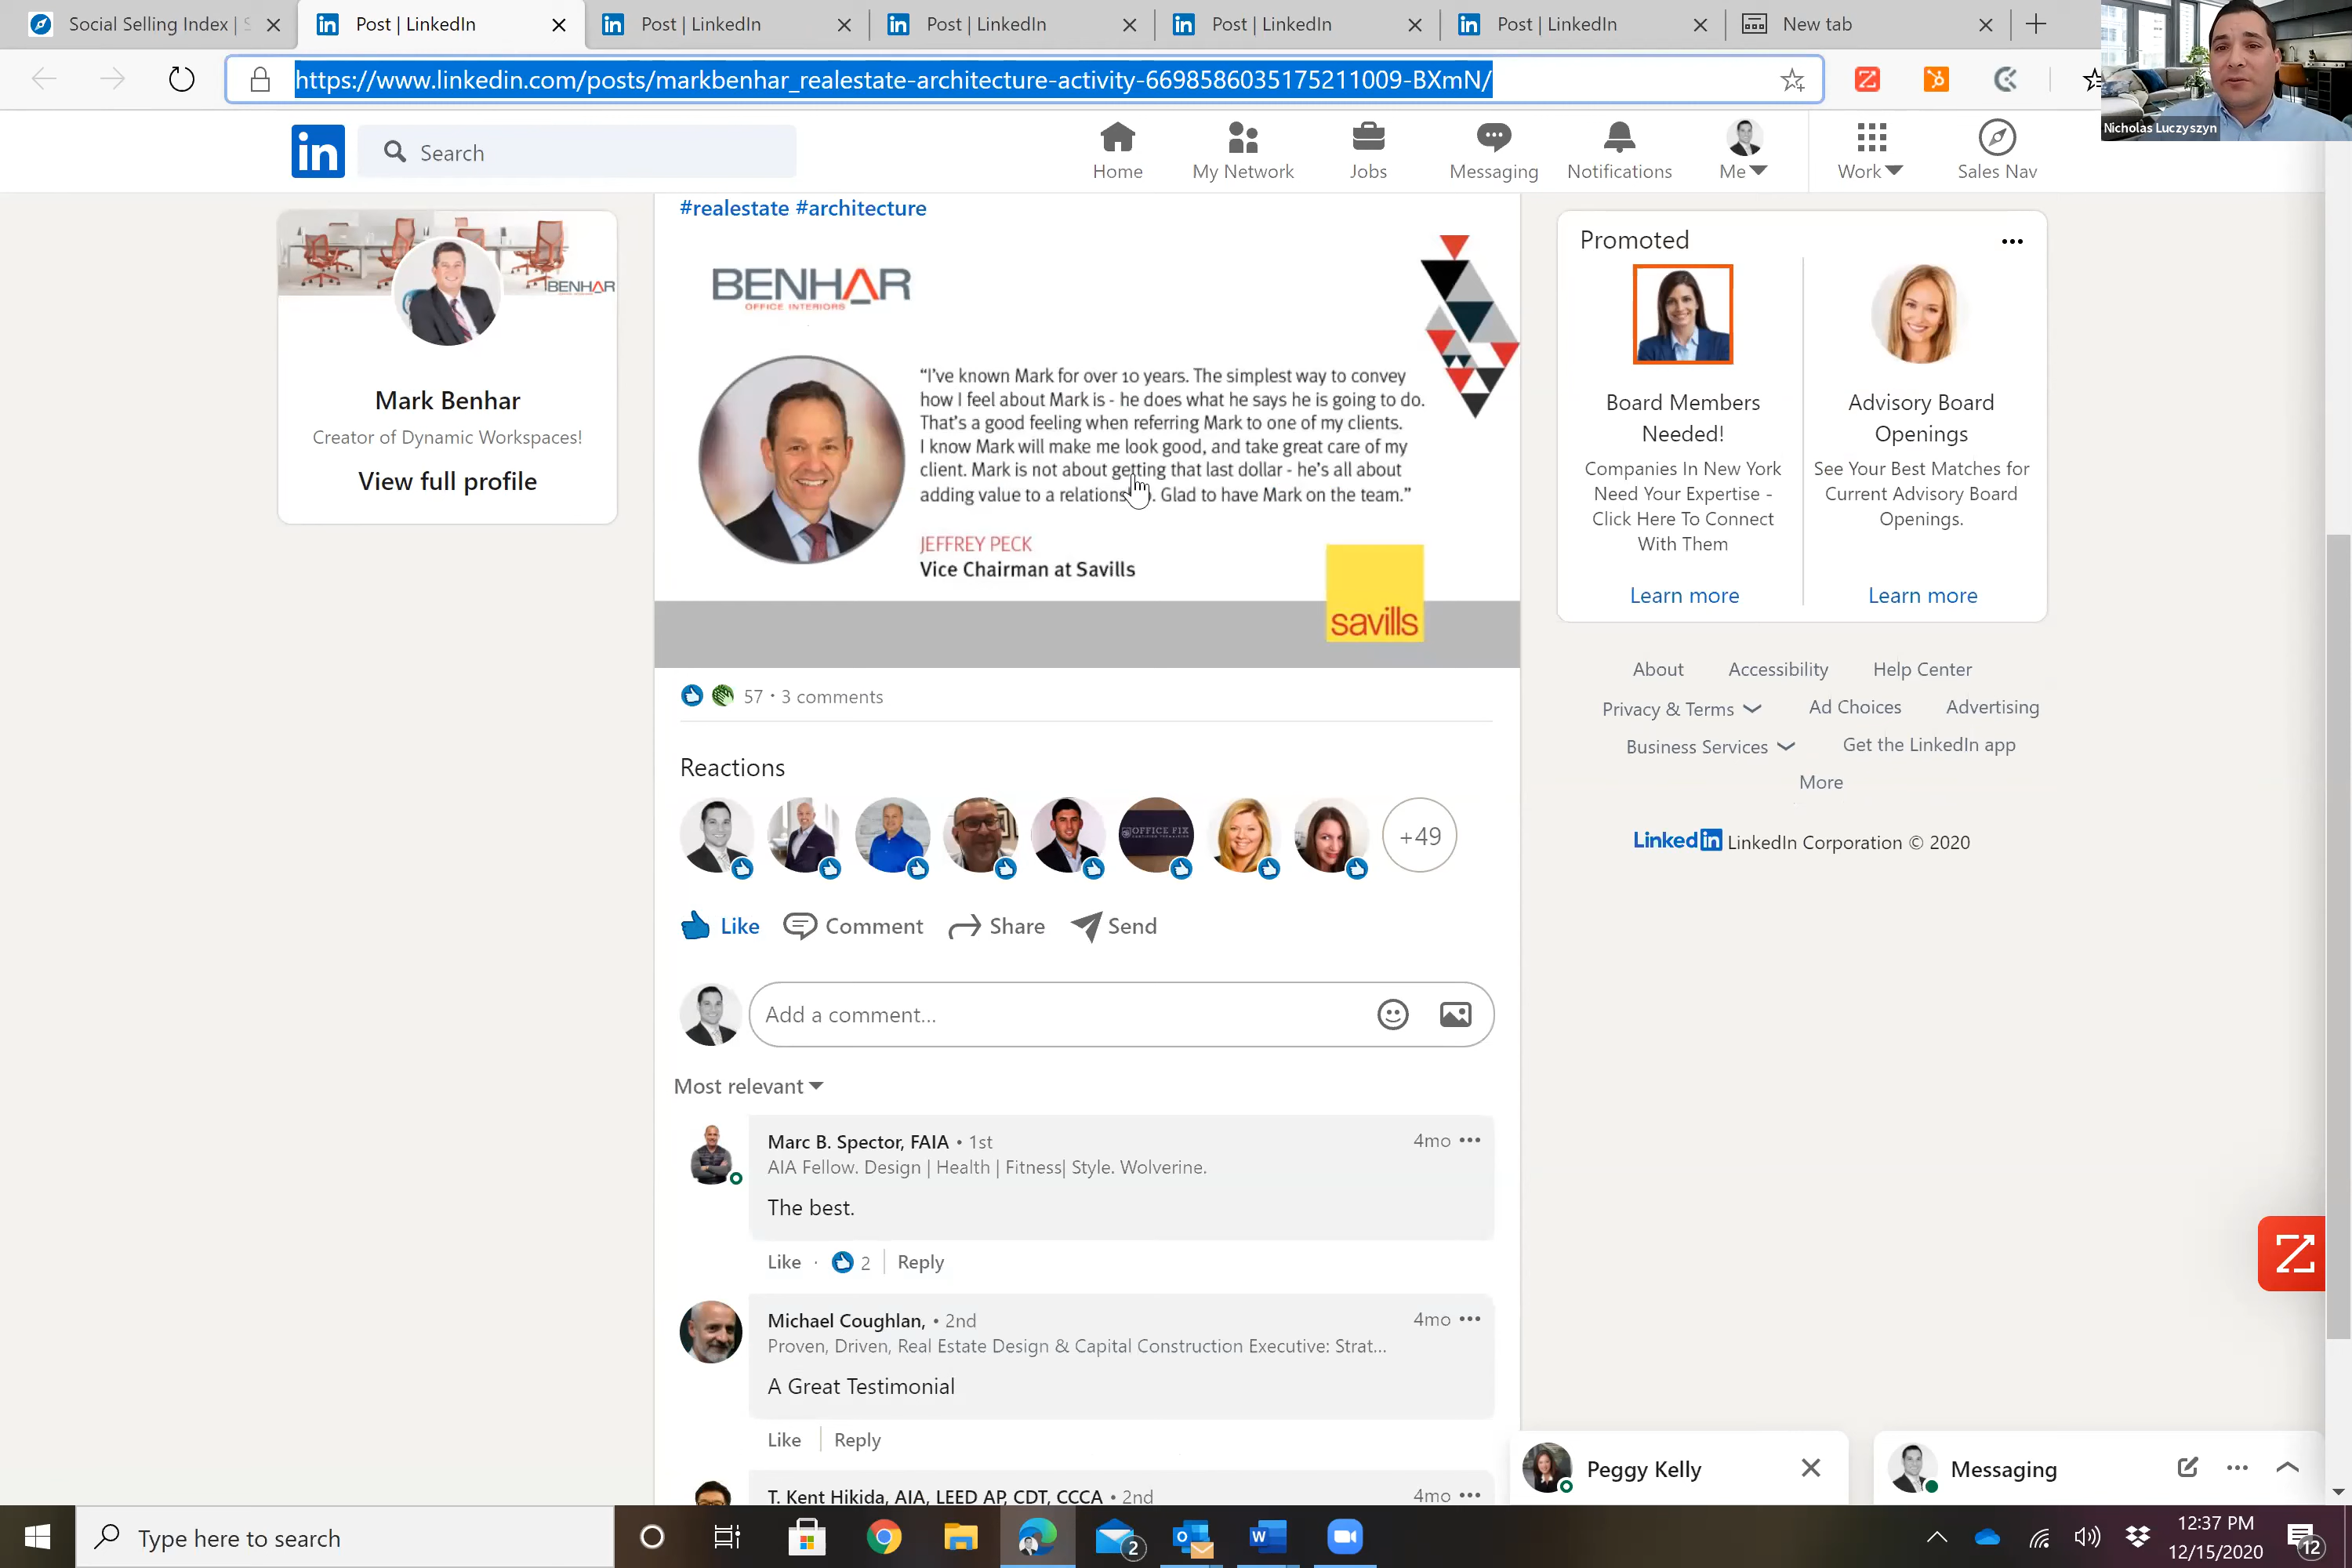 Social Selling Index |
Post | LinkedIn
Post | LinkedIn
Post | LinkedIn
Post | LinkedIn
Post | LinkedIn
New tab
https://www.linkedin.com/posts/markbenhar_realestate-architecture-activity-6698586035175211009-BXmN/
Nicholas Luczyszyn
in
Search
Home
My Network
Jobs
Messaging
Notifications
Me
Work
Sales Nav
BENHAR
Mark Benhar
Creator of Dynamic Workspaces!
View full profile
#realestate #architecture
BENHAR
OFFICE INTERIORS
“I’ve known Mark for over 10 years. The simplest way to convey
how I feel about Mark is - he does what he says he is going to do.
That’s a good feeling when referring Mark to one of my clients.
I know Mark will make me look good, and take great care of my
client. Mark is not about getting that last dollar - he’s all about
adding value to a relations . Glad to have Mark on the team.”
JEFFREY PECK
Vice Chairman at Savills
savills
57 · 3 comments
Reactions
OFFICE FIX
+49
Like
Comment
Share
Send
Add a comment...
Most relevant
Marc B. Spector, FAIA • 1st
4mo
AIA Fellow. Design | Health | Fitness| Style. Wolverine.
The best.
Like · 2 | Reply
Michael Coughlan, • 2nd
4mo
Proven, Driven, Real Estate Design & Capital Construction Executive: Strat...
A Great Testimonial
Like | Reply
T. Kent Hikida, AIA, LEED AP, CDT, CCCA • 2nd
4mo
Promoted
Board Members
Needed!
Companies In New York
Need Your Expertise -
Click Here To Connect
With Them
Learn more
Advisory Board
Openings
See Your Best Matches for
Current Advisory Board
Openings.
Learn more
About
Accessibility
Help Center
Privacy & Terms
Ad Choices
Advertising
Business Services
Get the LinkedIn app
More
LinkedIn LinkedIn Corporation © 2020
Peggy Kelly
Messaging
Type here to search
2
12:37 PM
12/15/2020
12